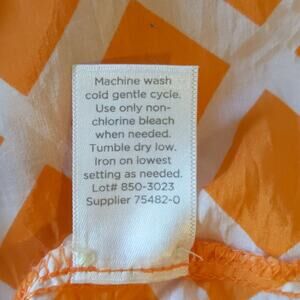 Machine wash
cold gentle cycle.
Use only non-
chlorine bleach
when needed.
Tumble dry low.
Iron on lowest
setting as needed.
Lot# 850-3023
Supplier 75482-0